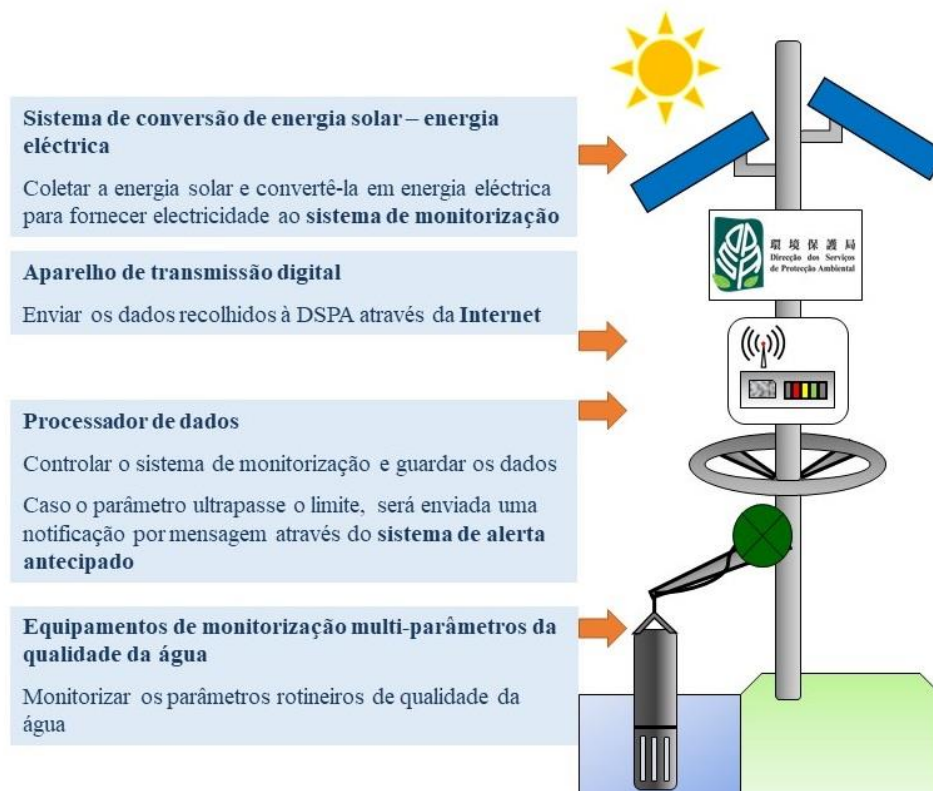 Sistema de conversão de energia solar – energia
eléctrica
Coletar a energia solar e convertê-la em energia eléctrica
para fornecer electricidade ao sistema de monitorização
Aparelho de transmissão digital
Enviar os dados recolhidos à DSPA através da Internet
Processador de dados
Controlar o sistema de monitorização e guardar os dados
Caso o parâmetro ultrapasse o limite, será enviada uma
notificação por mensagem através do sistema de alerta
antecipado
Equipamentos de monitorização multi-parâmetros da
qualidade da água
Monitorizar os parâmetros rotineiros de qualidade da
água
環境保護局
Direcção dos Serviços
de Protecção Ambiental